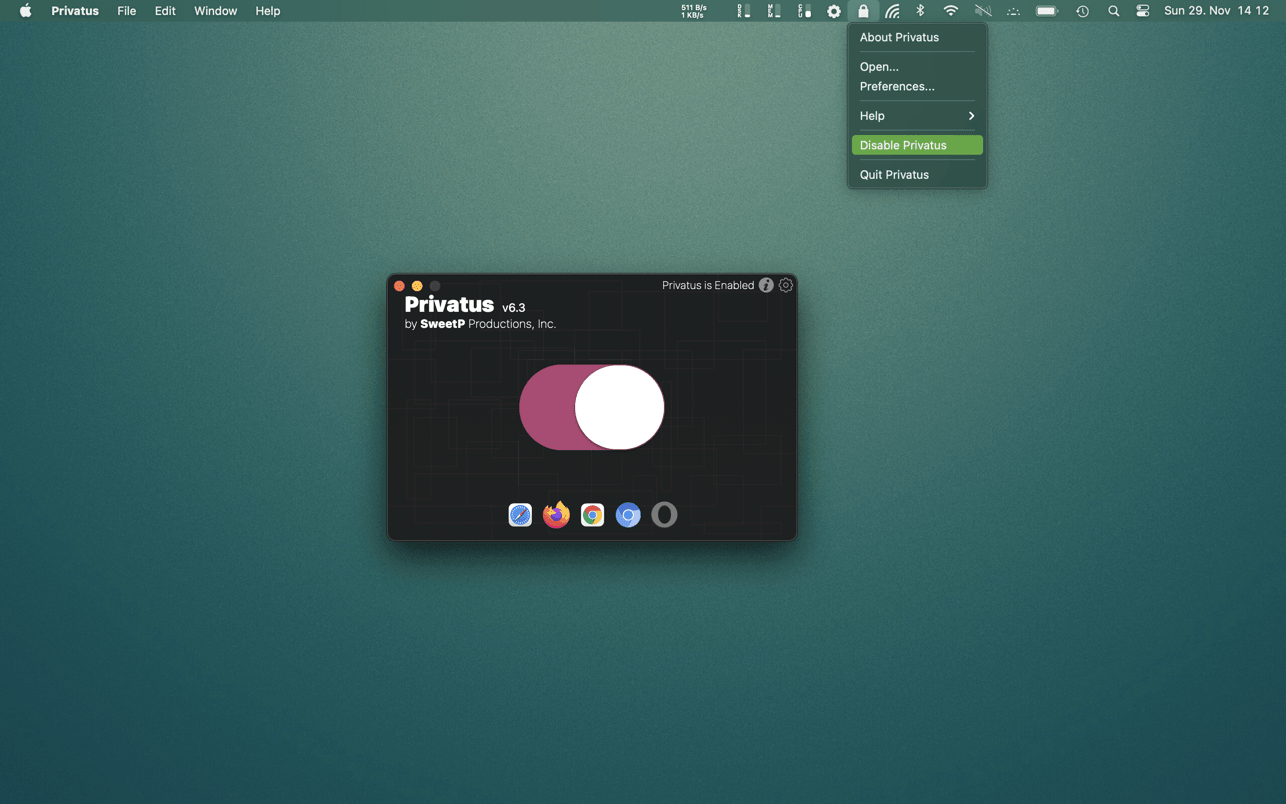 Privatus File Edit Window Help 511 B/s Sun 29. Nov 14 12
1 KB/s
About Privatus
Open...
Preferences...
Help
Disable Privatus
Quit Privatus
Privatus is Enabled
Privatus v6.3
by SweetP Productions, Inc.